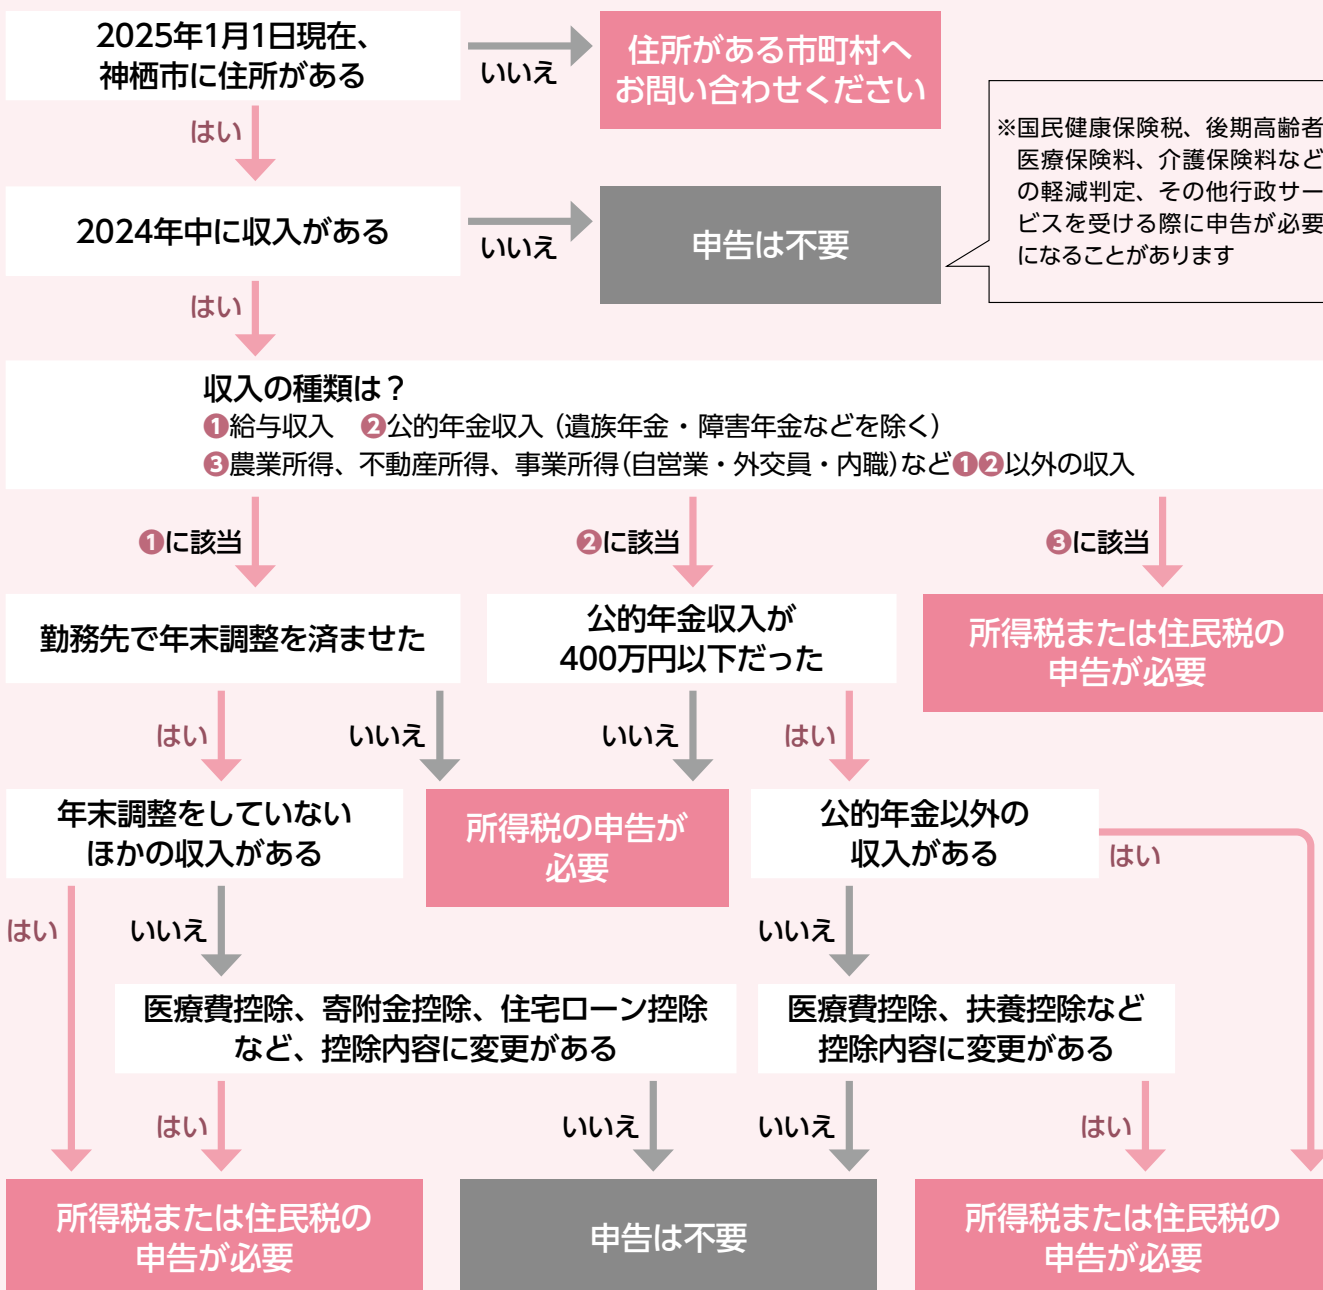 2025年1月1日現在、
神栖市に住所がある
いいえ
住所がある市町村へ
お問い合わせください
はい
2024年中に収入がある
いいえ
申告は不要
※国民健康保険税、後期高齢者
医療保険料、介護保険料など
の軽減判定、その他行政サー
ビスを受ける際に申告が必要
になることがあります
はい
収入の種類は？
❶給与収入　❷公的年金収入（遺族年金・障害年金などを除く）
❸農業所得、不動産所得、事業所得（自営業・外交員・内職）など❶❷以外の収入
❶に該当
❷に該当
❸に該当
勤務先で年末調整を済ませた
公的年金収入が
400万円以下だった
所得税または住民税の
申告が必要
はい
いいえ
いいえ
はい
年末調整をしていない
ほかの収入がある
所得税の申告が
必要
公的年金以外の
収入がある
はい
はい
いいえ
いいえ
医療費控除、寄附金控除、住宅ローン控除
など、控除内容に変更がある
医療費控除、扶養控除など
控除内容に変更がある
はい
いいえ
いいえ
はい
所得税または住民税の
申告が必要
申告は不要
所得税または住民税の
申告が必要